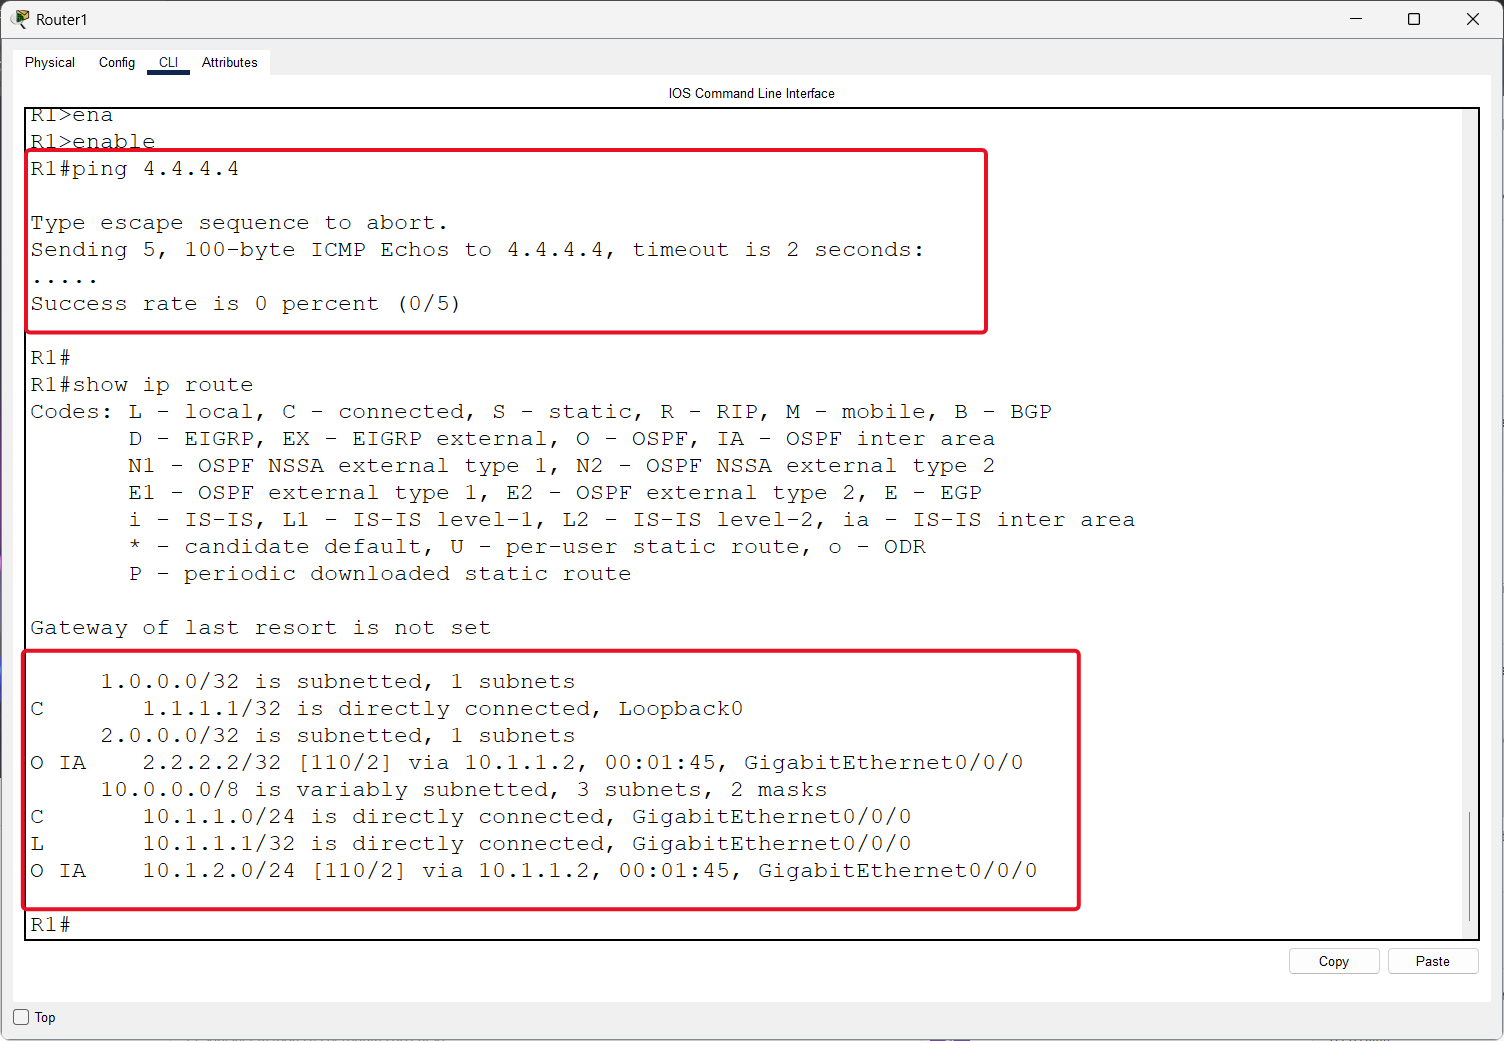 Router1
Physical Config CLI Attributes
IOS Command Line Interface
R1>ena
R1>enable
R1#ping 4.4.4.4
Type escape sequence to abort.
Sending 5, 100-byte ICMP Echos to 4.4.4.4, timeout is 2 seconds:
.....
Success rate is 0 percent (0/5)
R1#
R1#show ip route
Codes: L - local, C - connected, S - static, R - RIP, M - mobile, B - BGP
D - EIGRP, EX - EIGRP external, O - OSPF, IA - OSPF inter area
N1 - OSPF NSSA external type 1, N2 - OSPF NSSA external type 2
E1 - OSPF external type 1, E2 - OSPF external type 2, E - EGP
i - IS-IS, L1 - IS-IS level-1, L2 - IS-IS level-2, ia - IS-IS inter area
* - candidate default, U - per-user static route, o - ODR
P - periodic downloaded static route
Gateway of last resort is not set
1.0.0.0/32 is subnetted, 1 subnets
C 1.1.1.1/32 is directly connected, Loopback0
2.0.0.0/32 is subnetted, 1 subnets
O IA 2.2.2.2/32 [110/2] via 10.1.1.2, 00:01:45, GigabitEthernet0/0/0
10.0.0.0/8 is variably subnetted, 3 subnets, 2 masks
C 10.1.1.0/24 is directly connected, GigabitEthernet0/0/0
L 10.1.1.1/32 is directly connected, GigabitEthernet0/0/0
O IA 10.1.2.0/24 [110/2] via 10.1.1.2, 00:01:45, GigabitEthernet0/0/0
R1#
Copy Paste
Top